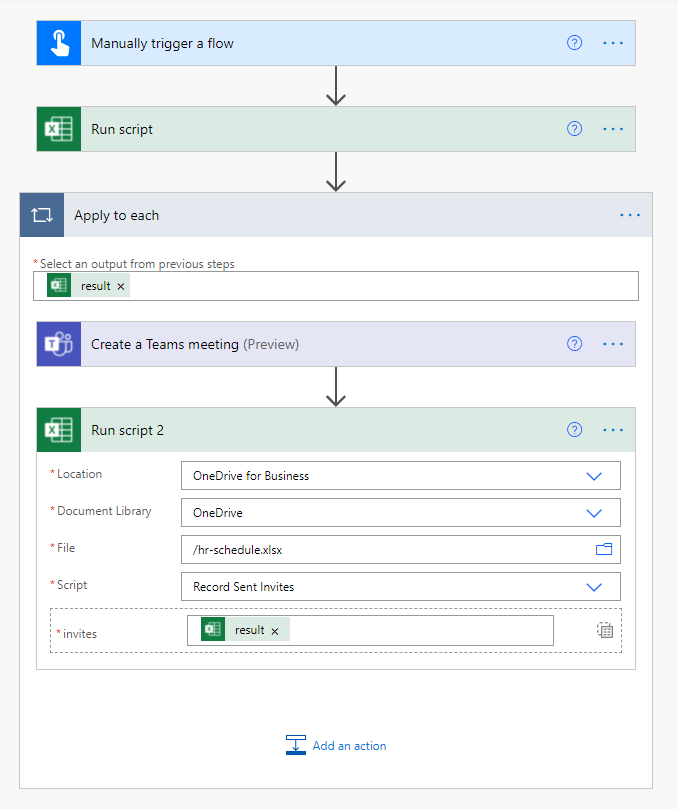 Manually trigger a flow
Run script
Apply to each
*Select an output from previous steps
result ×
Create a Teams meeting (Preview)
Run script 2
*Location OneDrive for Business
*Document Library OneDrive
*File /hr-schedule.xlsx
*Script Record Sent Invites
*invites result ×
Add an action